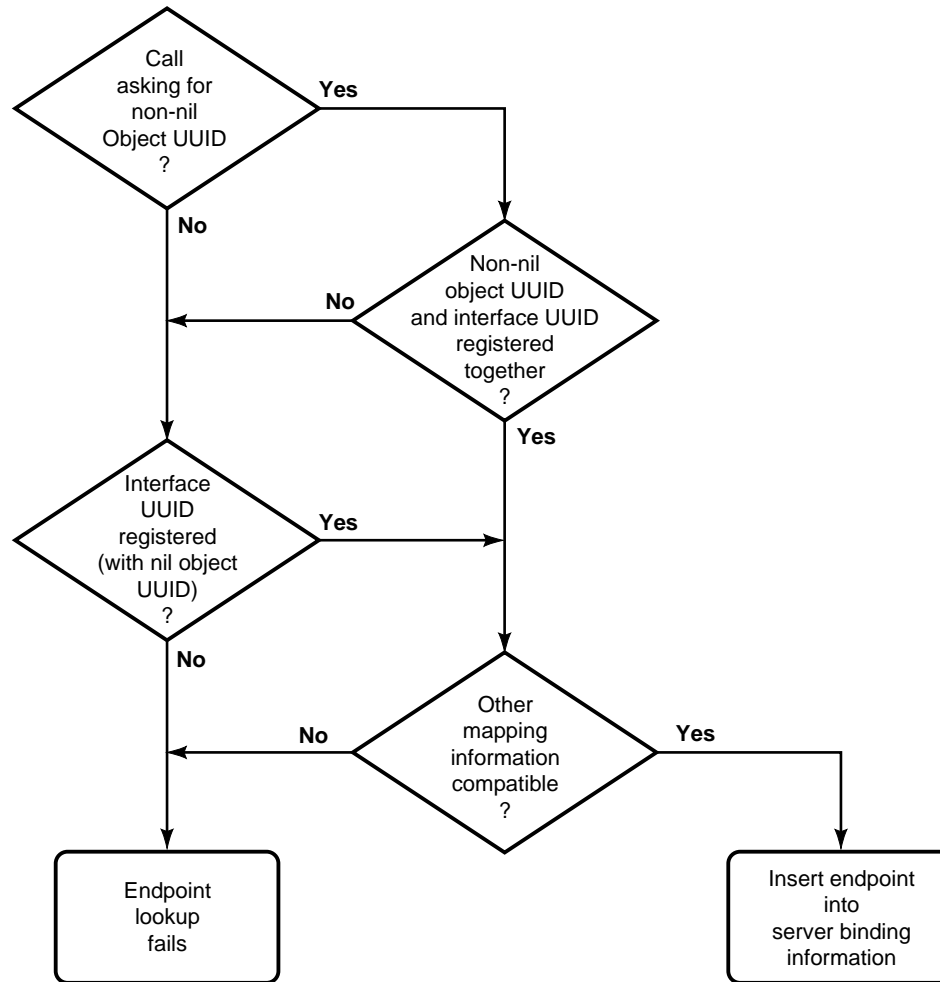 Call
asking for
non-nil
Object UUID
?
Yes
No
Non-nil
object UUID
and interface UUID
registered
together
?
No
Yes
Interface
UUID
registered
(with nil object
UUID)
?
Yes
No
Other
mapping
information
compatible
?
No
Yes
Endpoint
lookup
fails
Insert endpoint
into
server binding
information